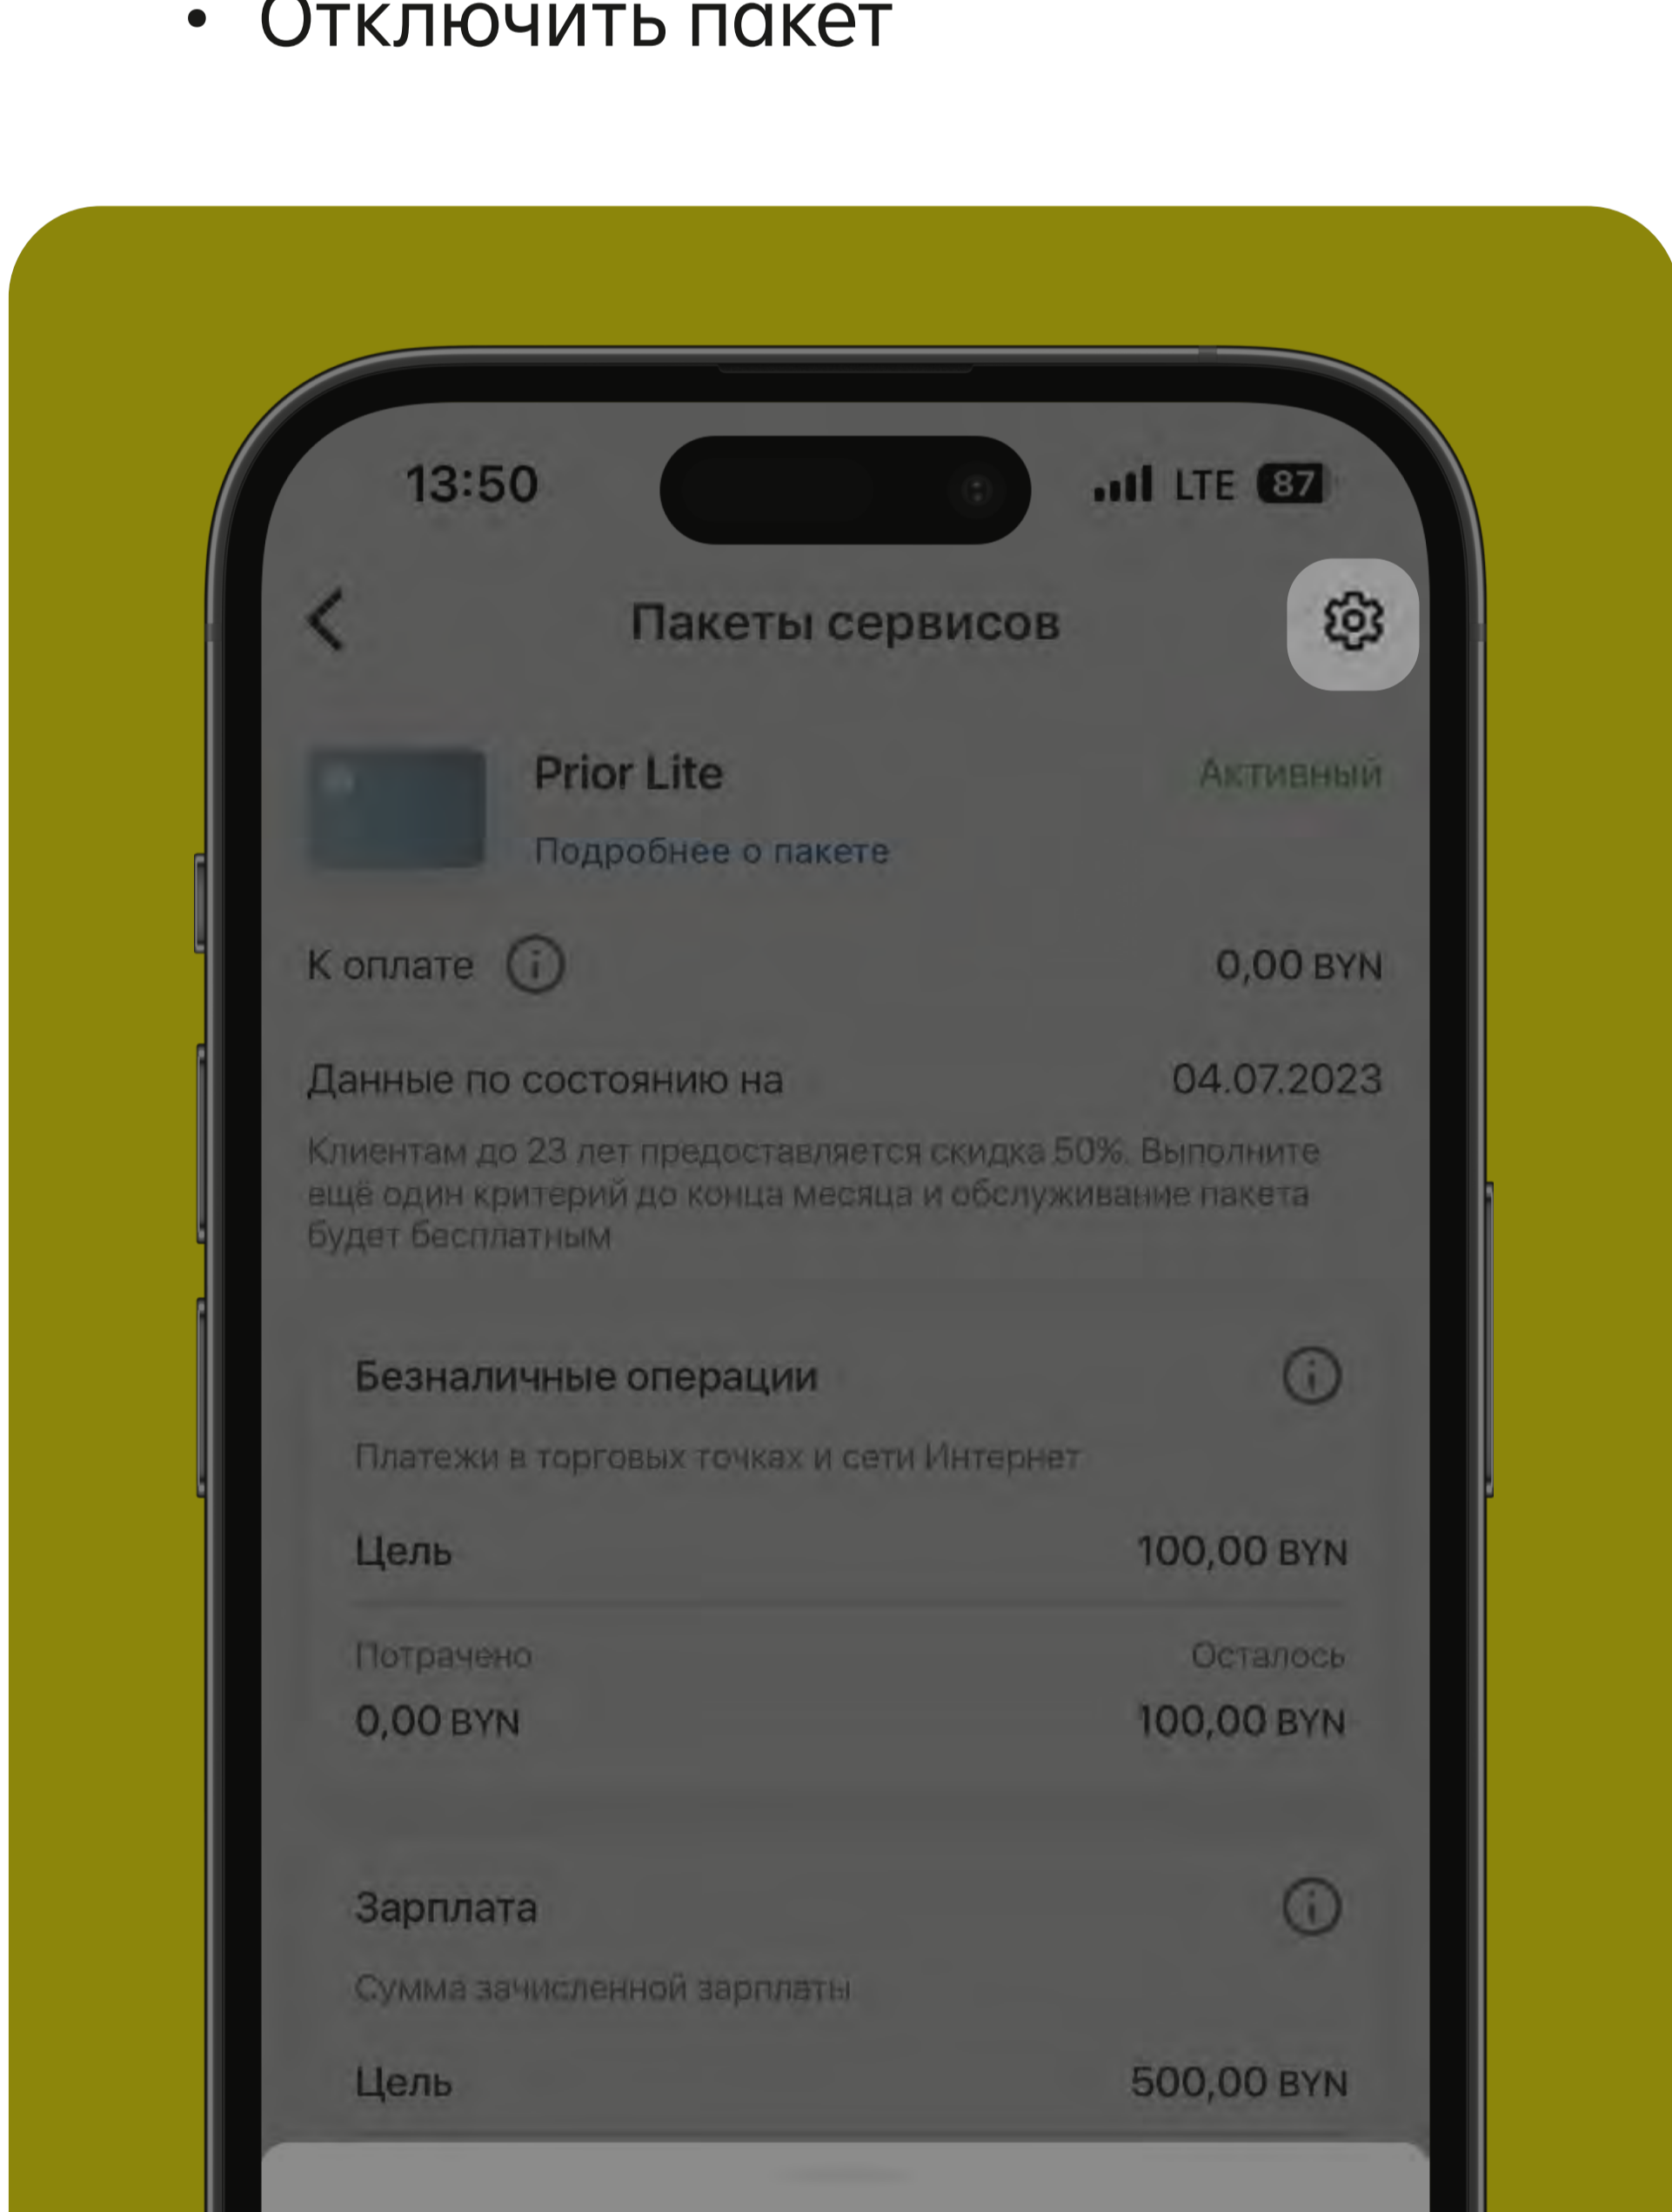 • Отключить пакет
13:50
LTE 87
Пакеты сервисов
Prior Lite
Активный
Подробнее о пакете
К оплате
0,00 BYN
Данные по состоянию на
04.07.2023
Клиентам до 23 лет предоставляется скидка 50%. Выполните
ещё один критерий до конца месяца и обслуживание пакета
будет бесплатным
Безналичные операции
Платежи в торговых точках и сети Интернет
Цель
100,00 BYN
Потрачено
Осталось
0,00 BYN
100,00 BYN
Зарплата
Сумма зачисленной зарплаты
Цель
500,00 BYN